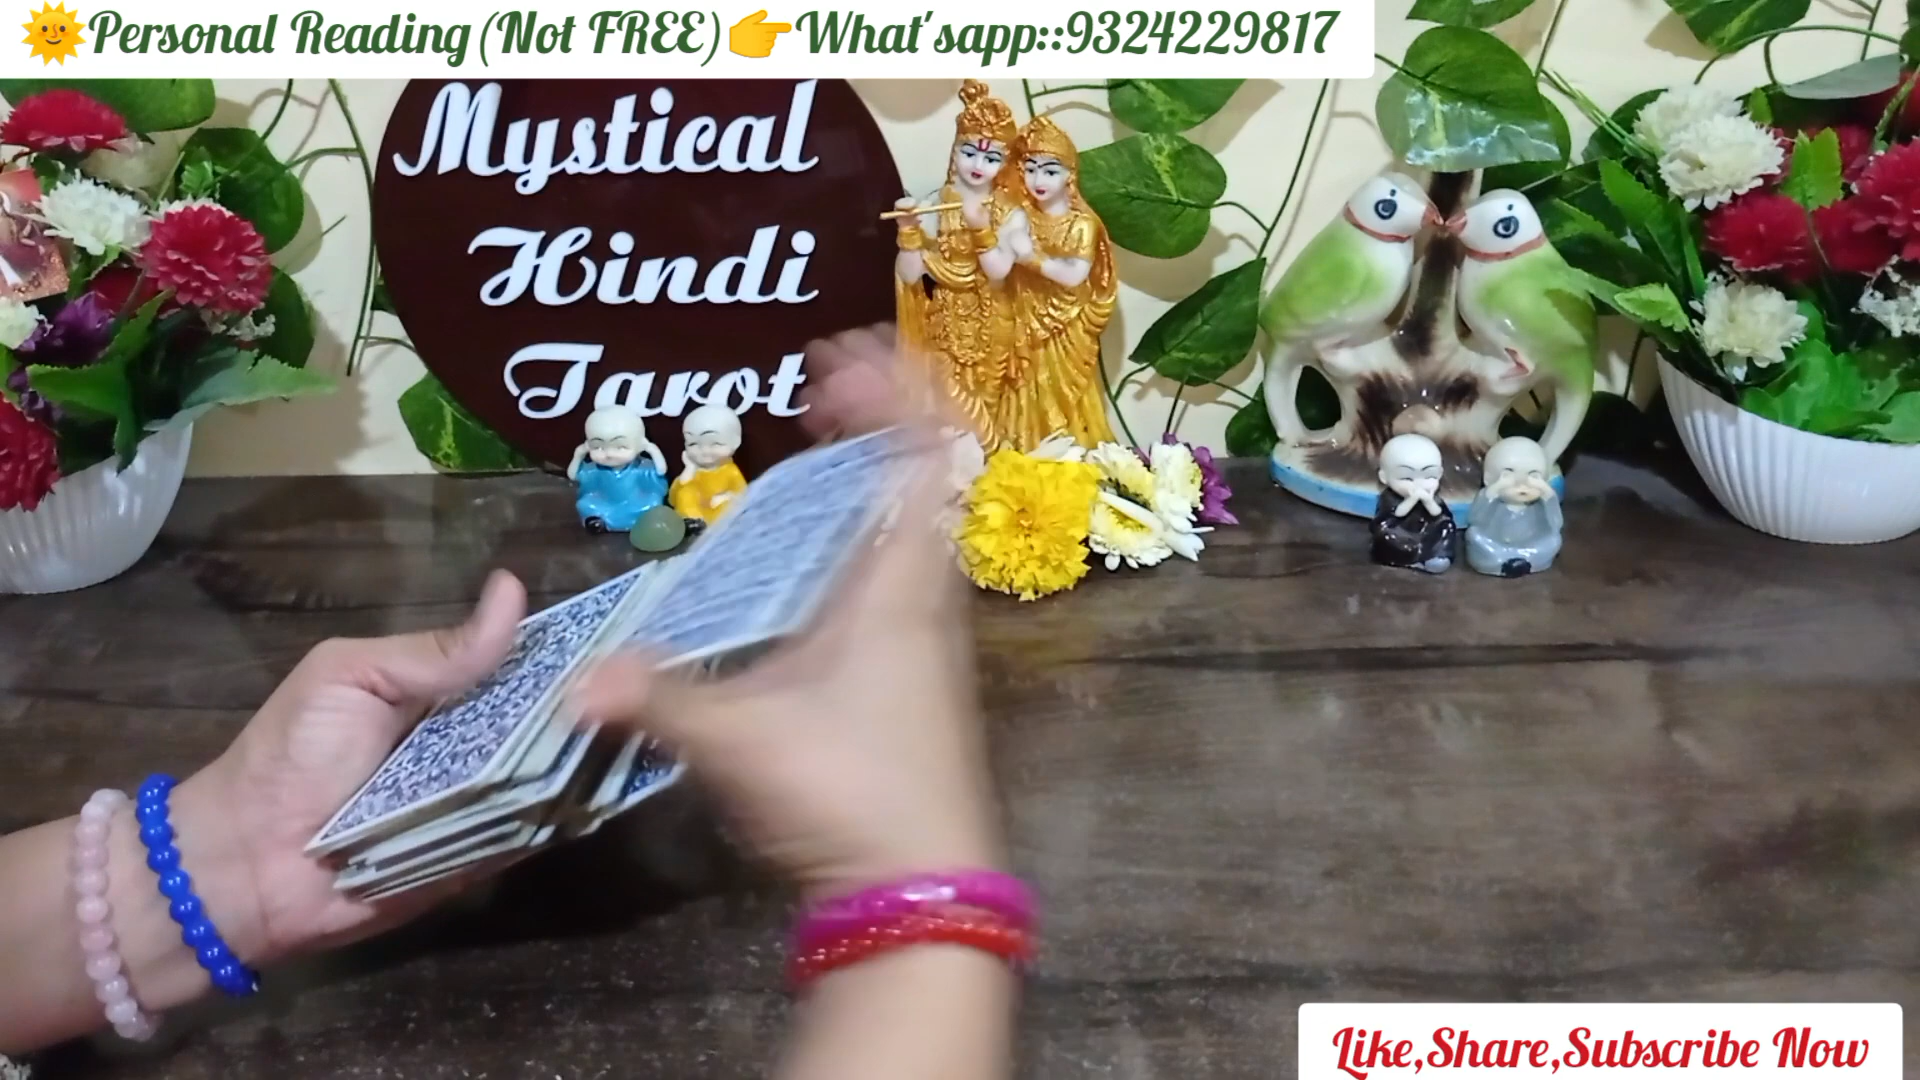 🌞Personal Reading (Not FREE)👉What'sapp::9324229817
Mystical
Hindi
Tarot
Like,Share,Subscribe Now